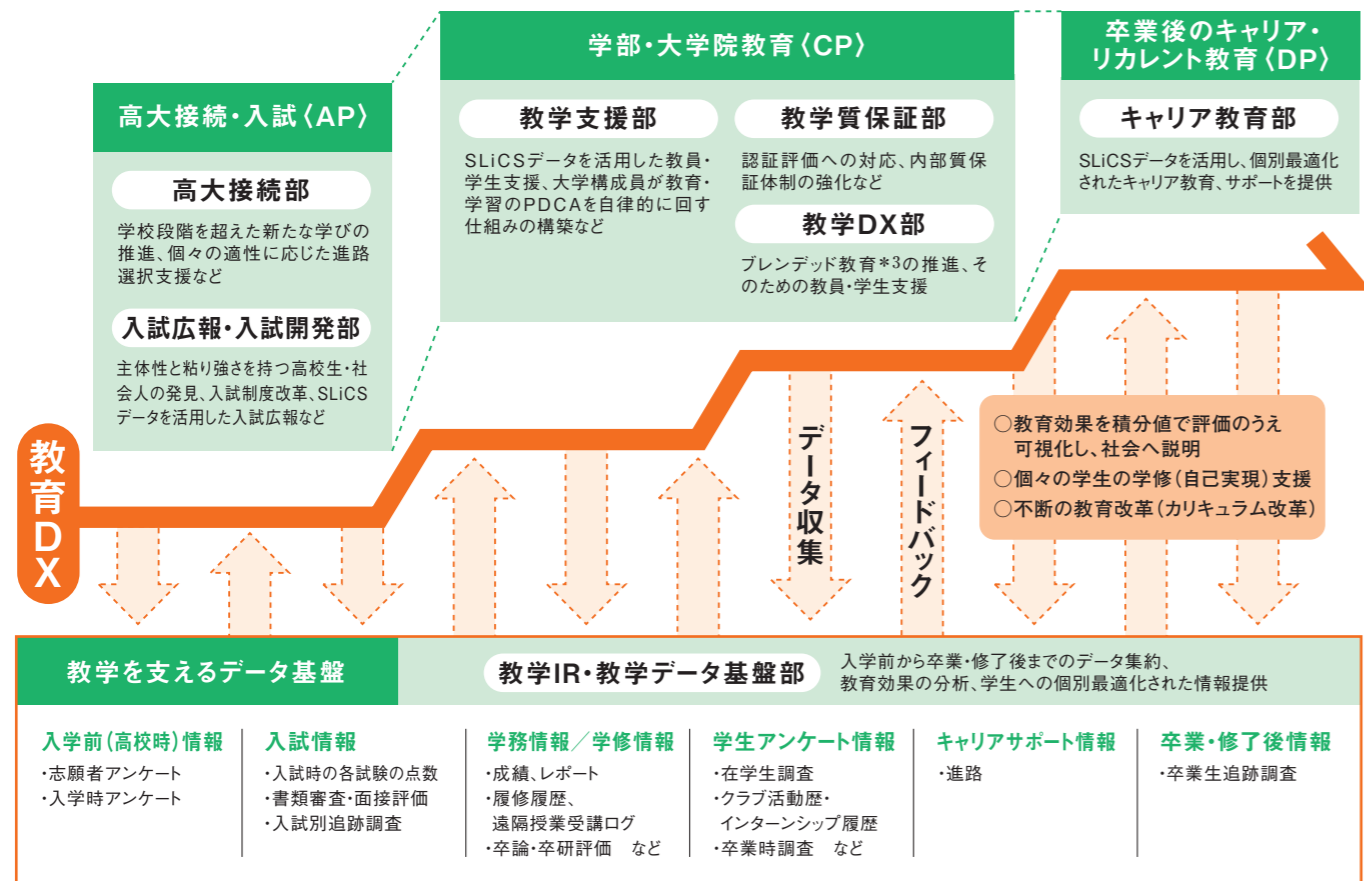 高大接続・入試〈AP〉
高大接続部
学校段階を超えた新たな学びの
推進、個々の適性に応じた進路
選択支援など
入試広報・入試開発部
主体性と粘り強さを持つ高校生・社
会人の発見、入試制度改革、SLiCS
データを活用した入試広報など
学部・大学院教育〈CP〉
教学支援部
SLiCSデータを活用した教員・
学生支援、大学構成員が教育・
学習のPDCAを自律的に回す
仕組みの構築など
教学質保証部
認証評価への対応、内部質保
証体制の強化など
教学DX部
ブレンデッド教育*3の推進、そ
のための教員・学生支援
卒業後のキャリア・
リカレント教育〈DP〉
キャリア教育部
SLiCSデータを活用し、個別最適化
されたキャリア教育、サポートを提供
教育DX
データ収集
フィードバック
○教育効果を積分値で評価のうえ
可視化し、社会へ説明
○個々の学生の学修(自己実現)支援
○不断の教育改革(カリキュラム改革)
教学を支えるデータ基盤
教学IR・教学データ基盤部
入学前から卒業・修了後までのデータ集約、
教育効果の分析、学生への個別最適化された情報提供
入学前(高校時)情報
・志願者アンケート
・入学時アンケート
入試情報
・入試時の各試験の点数
・書類審査・面接評価
・入試別追跡調査
学務情報/学修情報
・成績、レポート
・履修履歴、
遠隔授業受講ログ
・卒論・卒研評価 など
学生アンケート情報
・在学生調査
・クラブ活動歴・
インターンシップ履歴
・卒業時調査 など
キャリアサポート情報
・進路
卒業・修了後情報
・卒業生追跡調査